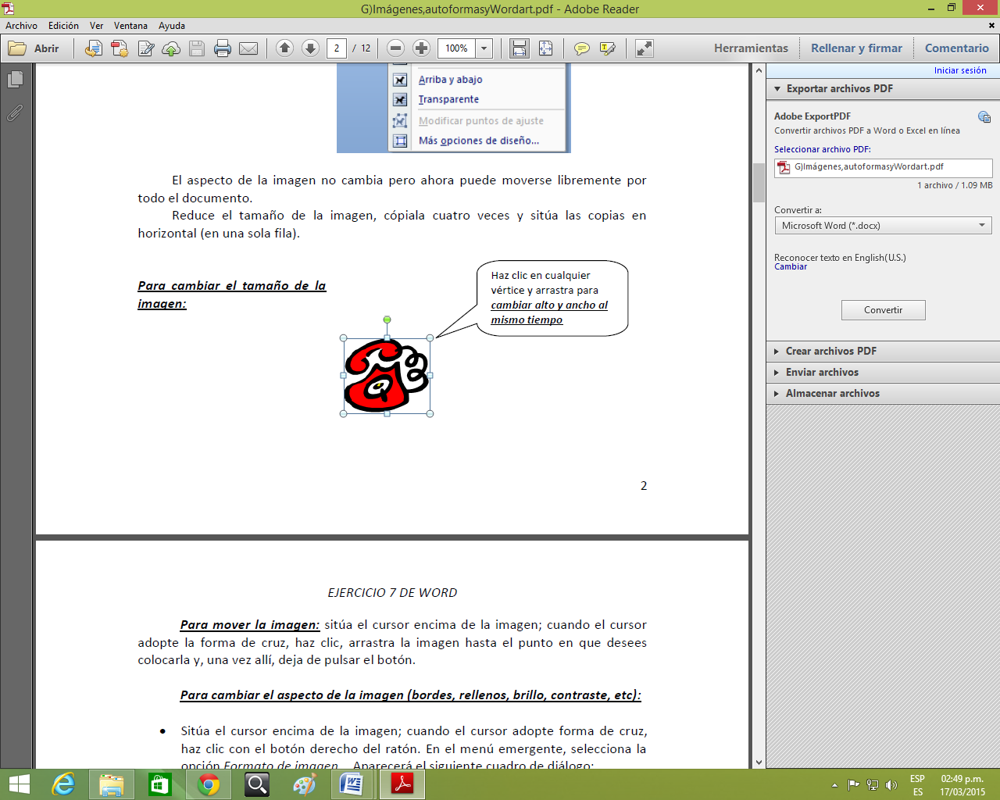 G)Imágenes,autoformasyWordart.pdf - Adobe Reader
Archivo Edición Ver Ventana Ayuda
Abrir 2 / 12 100% Herramientas Rellenar y firmar Comentario
Iniciar sesión
Exportar archivos PDF
Adobe ExportPDF
Convertir archivos PDF a Word o Excel en línea
Seleccionar archivo PDF:
G)Imágenes,autoformasyWordart.pdf
1 archivo / 1.09 MB
Convertir a:
Microsoft Word (*.docx)
Reconocer texto en English(U.S.)
Cambiar
Convertir
Crear archivos PDF
Enviar archivos
Almacenar archivos
Arriba y abajo
Transparente
Modificar puntos de ajuste
Más opciones de diseño...
El aspecto de la imagen no cambia pero ahora puede moverse libremente por
todo el documento.
Reduce el tamaño de la imagen, cópiala cuatro veces y sitúa las copias en
horizontal (en una sola fila).
Para cambiar el tamaño de la
imagen:
Haz clic en cualquier
vértice y arrastra para
cambiar alto y ancho al
mismo tiempo
2
EJERCICIO 7 DE WORD
Para mover la imagen: sitúa el cursor encima de la imagen; cuando el cursor
adopte la forma de cruz, haz clic, arrastra la imagen hasta el punto en que desees
colocarla y, una vez allí, deja de pulsar el botón.
Para cambiar el aspecto de la imagen (bordes, rellenos, brillo, contraste, etc):
• Sitúa el cursor encima de la imagen; cuando el cursor adopte forma de cruz,
haz clic con el botón derecho del ratón. En el menú emergente, selecciona la
opción Formato de imagen... Aparecerá el siguiente cuadro de diálogo:
ESP
ES
02:49 p.m.
17/03/2015